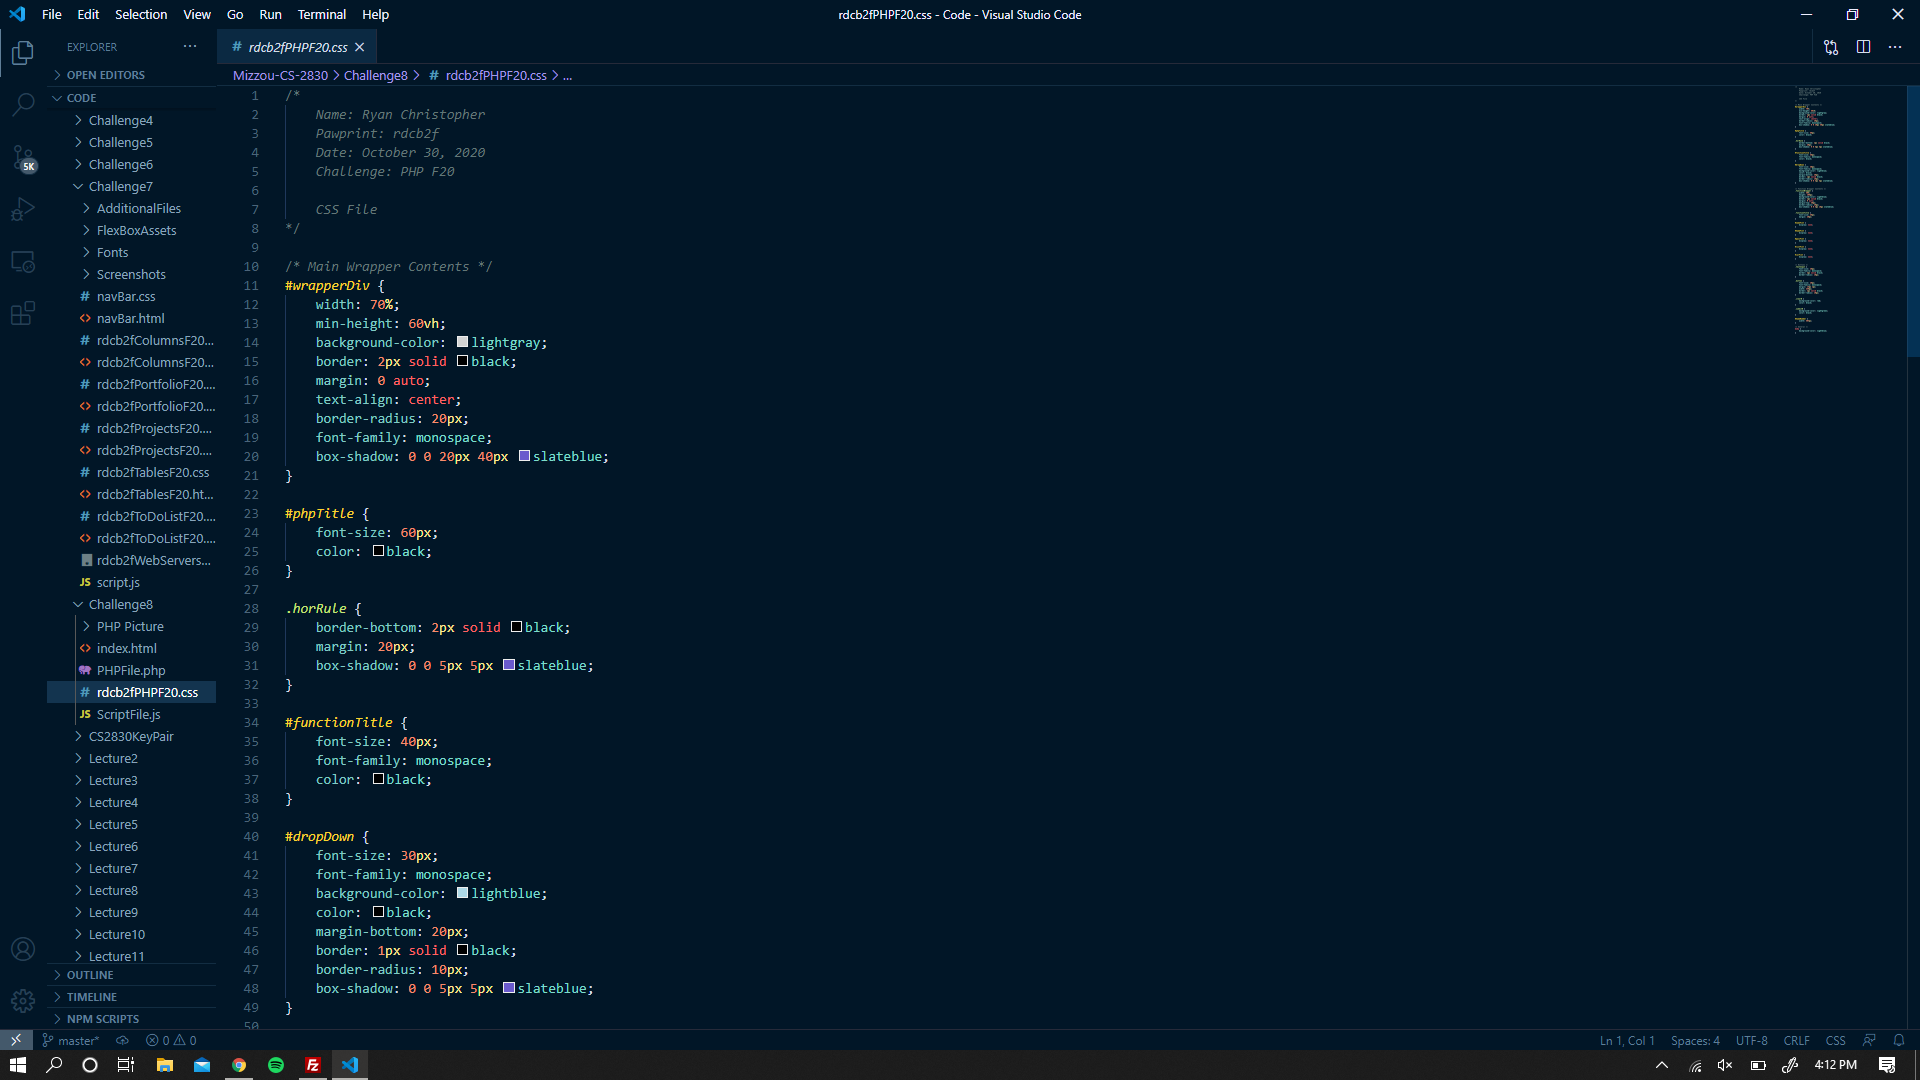 File Edit Selection View Go Run Terminal Help
rdcb2fPHPF20.css - Code - Visual Studio Code
EXPLORER
OPEN EDITORS
CODE
Challenge4
Challenge5
Challenge6
Challenge7
AdditionalFiles
FlexBoxAssets
Fonts
Screenshots
navBar.css
navBar.html
rdcb2fColumnsF20...
rdcb2fColumnsF20...
rdcb2fPortfolioF20....
rdcb2fPortfolioF20....
rdcb2fProjectsF20....
rdcb2fProjectsF20....
rdcb2fTablesF20.css
rdcb2fTablesF20.ht...
rdcb2fToDoListF20....
rdcb2fToDoListF20....
rdcb2fWebServers...
JS script.js
Challenge8
PHP Picture
index.html
PHPFile.php
rdcb2fPHPF20.css
JS ScriptFile.js
CS2830KeyPair
Lecture2
Lecture3
Lecture4
Lecture5
Lecture6
Lecture7
Lecture8
Lecture9
Lecture10
Lecture11
OUTLINE
TIMELINE
NPM SCRIPTS
5K
# rdcb2fPHPF20.css
Mizzou-CS-2830 > Challenge8 > # rdcb2fPHPF20.css > ...
1 /*
2 Name: Ryan Christopher
3 Pawprint: rdcb2f
4 Date: October 30, 2020
5 Challenge: PHP F20
6
7 CSS File
8 */
9
10 /* Main Wrapper Contents */
11 #wrapperDiv {
12 width: 70%;
13 min-height: 60vh;
14 background-color: lightgray;
15 border: 2px solid black;
16 margin: 0 auto;
17 text-align: center;
18 border-radius: 20px;
19 font-family: monospace;
20 box-shadow: 0 0 20px 40px slateblue;
21 }
22
23 #phpTitle {
24 font-size: 60px;
25 color: black;
26 }
27
28 .horRule {
29 border-bottom: 2px solid black;
30 margin: 20px;
31 box-shadow: 0 0 5px 5px slateblue;
32 }
33
34 #functionTitle {
35 font-size: 40px;
36 font-family: monospace;
37 color: black;
38 }
39
40 #dropDown {
41 font-size: 30px;
42 font-family: monospace;
43 background-color: lightblue;
44 color: black;
45 margin-bottom: 20px;
46 border: 1px solid black;
47 border-radius: 10px;
48 box-shadow: 0 0 5px 5px slateblue;
49 }
50
master* 0 0
Ln 1, Col 1 Spaces: 4 UTF-8 CRLF CSS
4:12 PM